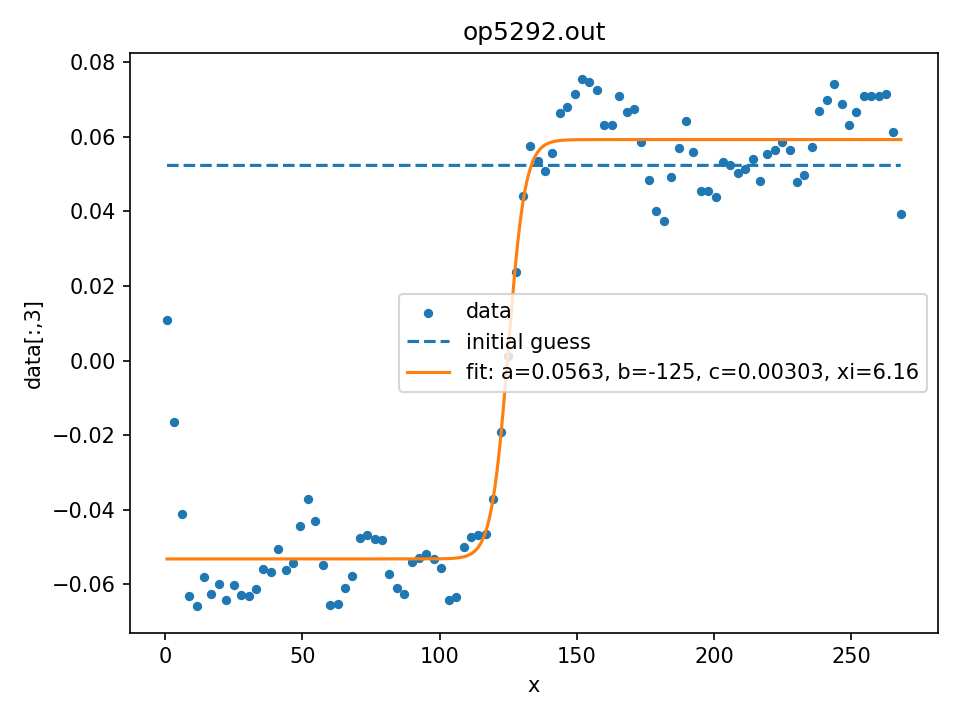 op5292.out
0.08
0.06
0.04
0.02
0.00
−0.02
−0.04
−0.06
data[:,3]
data
initial guess
fit: a=0.0563, b=-125, c=0.00303, xi=6.16
0 50 100 150 200 250
x